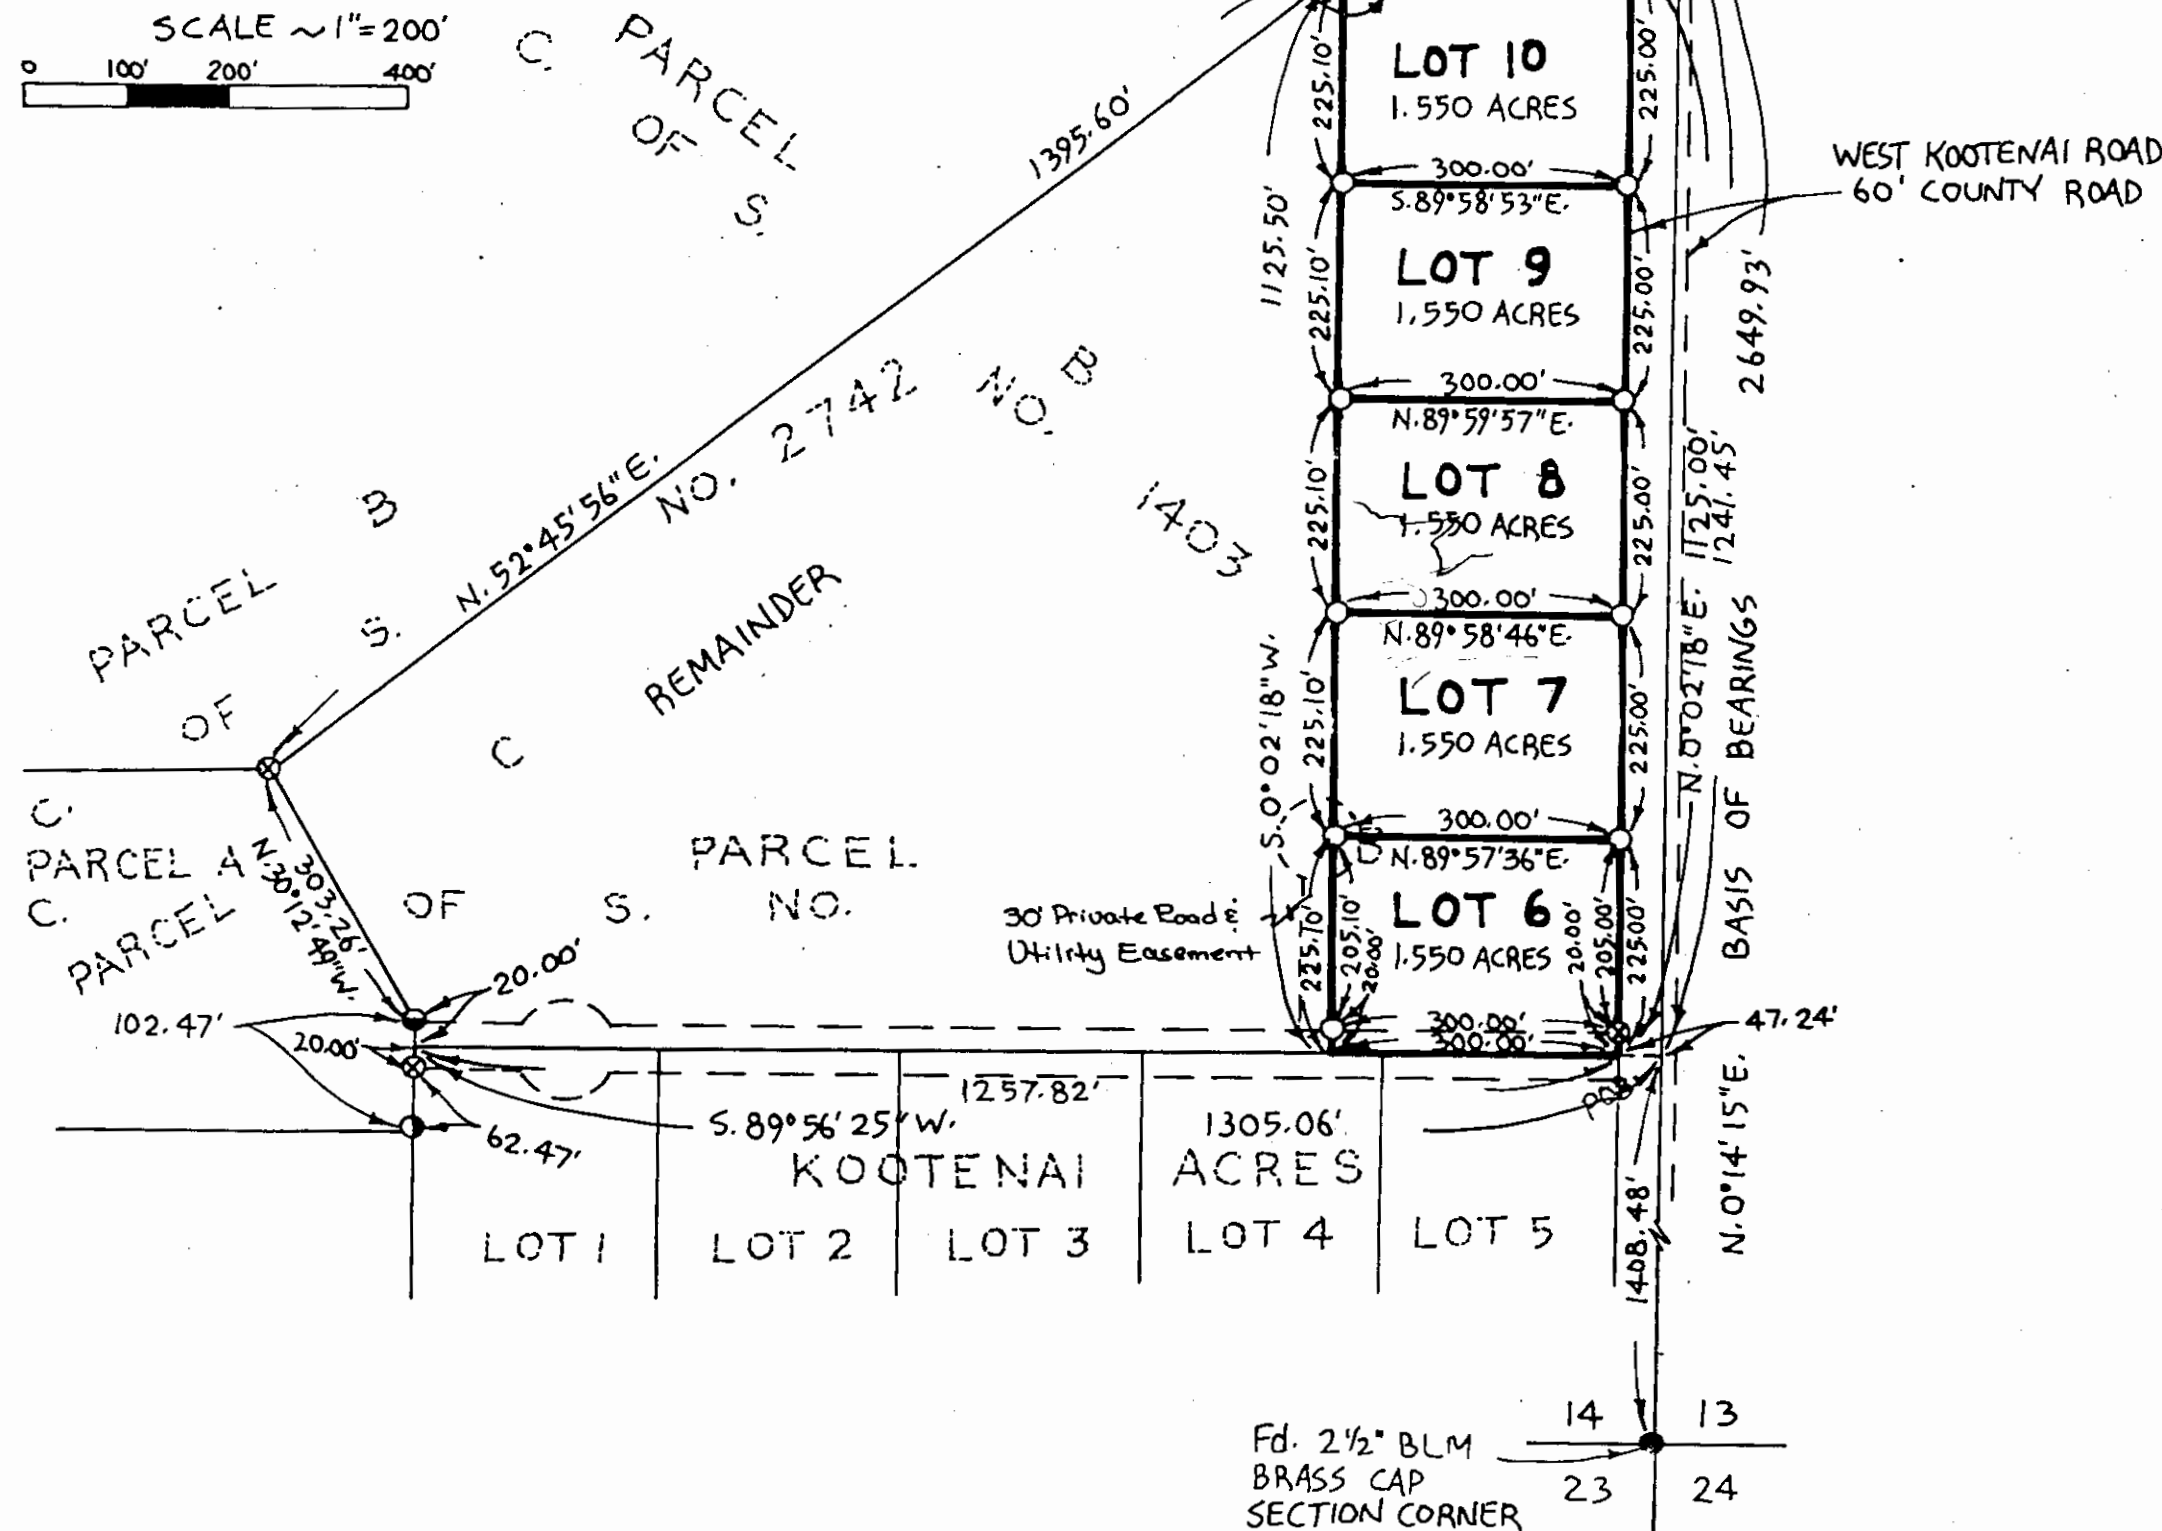 SCALE ~1"=200'
0 100' 200' 400'
C.
PARCEL
OF
S.
1395.60'
225.10'
LOT 10
1.550 ACRES
225.00'
300.00'
S.89°58'53"E.
WEST KOOTENAI ROAD
60' COUNTY ROAD
1125.50'
225.10'
LOT 9
1.550 ACRES
225.00'
2649.93'
300.00'
N.89°59'57"E.
NO. 2742
NO.
B
1403
225.10'
LOT 8
1.550 ACRES
225.00'
1125.00'
1241.45'
300.00'
N.89°58'46"E.
N. 52°45'56"E.
B
PARCEL
OF
S.
REMAINDER
S.0°02'18"W.
225.10'
LOT 7
1.550 ACRES
225.00'
N.0°02'18"E.
BASIS OF BEARINGS
300.00'
N.89°57'36"E.
C
C.
PARCEL A
C.
PARCEL
303.26'
N.30°12'49"W.
PARCEL
OF S. NO.
30' Private Road &
Utility Easement
225.10'
205.10'
20.00'
LOT 6
1.550 ACRES
20.00'
205.00'
225.00'
300.00'
300.00'
47.24'
20.00'
102.47'
20.00'
62.47'
1257.82'
S. 89°56'25"W.
1305.06'
POB
KOOTENAI ACRES
LOT 1 LOT 2 LOT 3 LOT 4 LOT 5
1408.48'
N.0°14'15"E.
14 13
23 24
Fd. 2½" BLM
BRASS CAP
SECTION CORNER